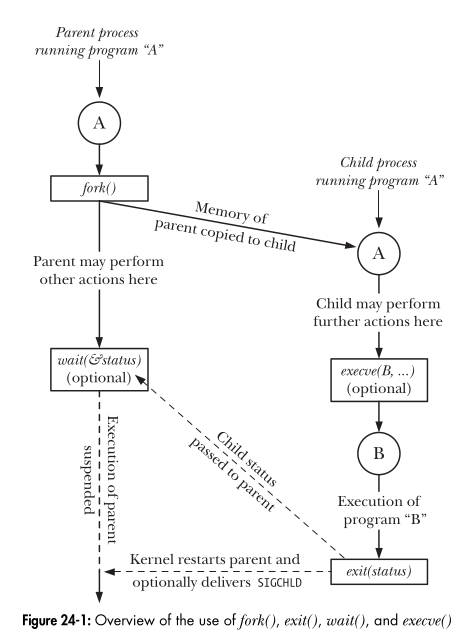 Parent process
running program “A”
A
fork()
Memory of
parent copied to child
Child process
running program “A”
A
Parent may perform
other actions here
Child may perform
further actions here
wait(&status)
(optional)
execve(B, ...)
(optional)
B
Execution of parent
suspended
Child status
passed to parent
Execution of
program “B”
Kernel restarts parent and
optionally delivers SIGCHLD
exit(status)
Figure 24-1: Overview of the use of fork(), exit(), wait(), and execve()